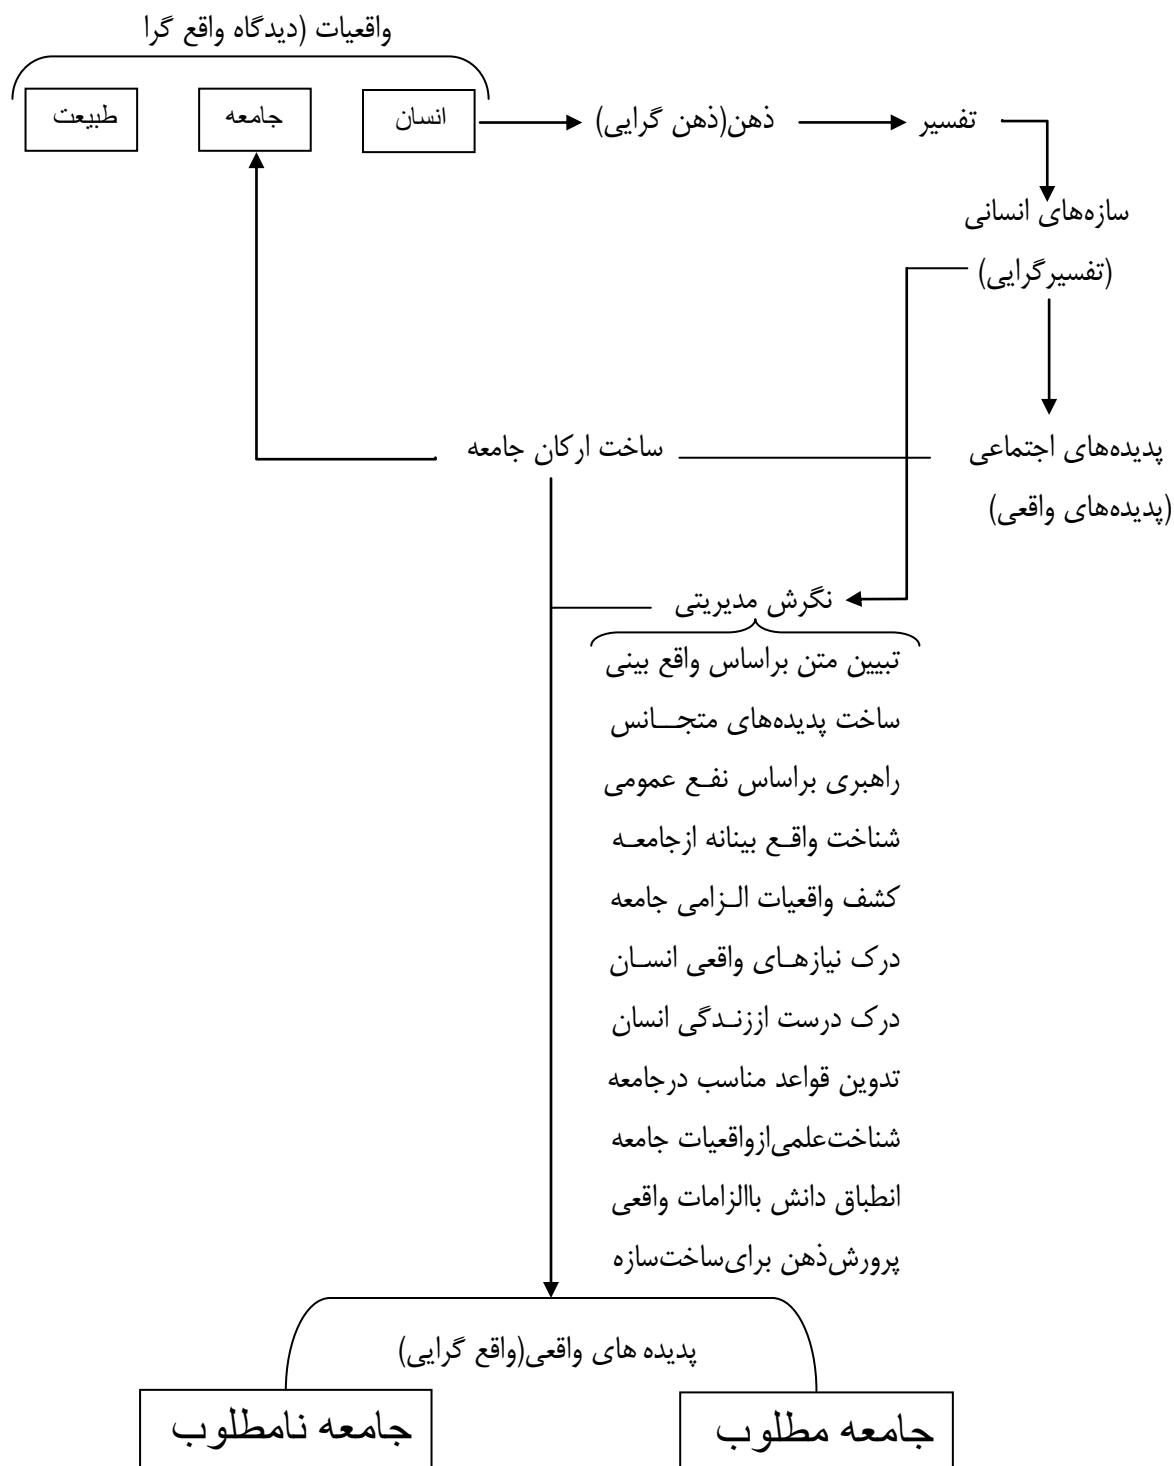 واقعیات (دیدگاه واقع گرا
طبیعت
جامعه
انسان
ذهن(ذهن گرایی)
تفسیر
سازه‌های انسانی
(تفسیرگرایی)
پدیده‌های اجتماعی
(پدیده‌های واقعی)
ساخت ارکان جامعه
نگرش مدیریتی
تبیین متن براساس واقع بینی
ساخت پدیده‌های متجـــانس
راهبری براساس نفـع عمومی
شناخت واقـع بینانه ازجامعـه
کشف واقعیات الـزامی جامعه
درک نیازهـای واقعی انسـان
درک درست اززنـدگی انسان
تدوین قواعد مناسب درجامعه
شناخت‌علمی‌ازواقعیات جامعه
انطباق دانش باالزامات واقعی
پرورش‌ذهن برای‌ساخت‌سازه
پدیده های واقعی(واقع گرایی)
جامعه مطلوب
جامعه نامطلوب